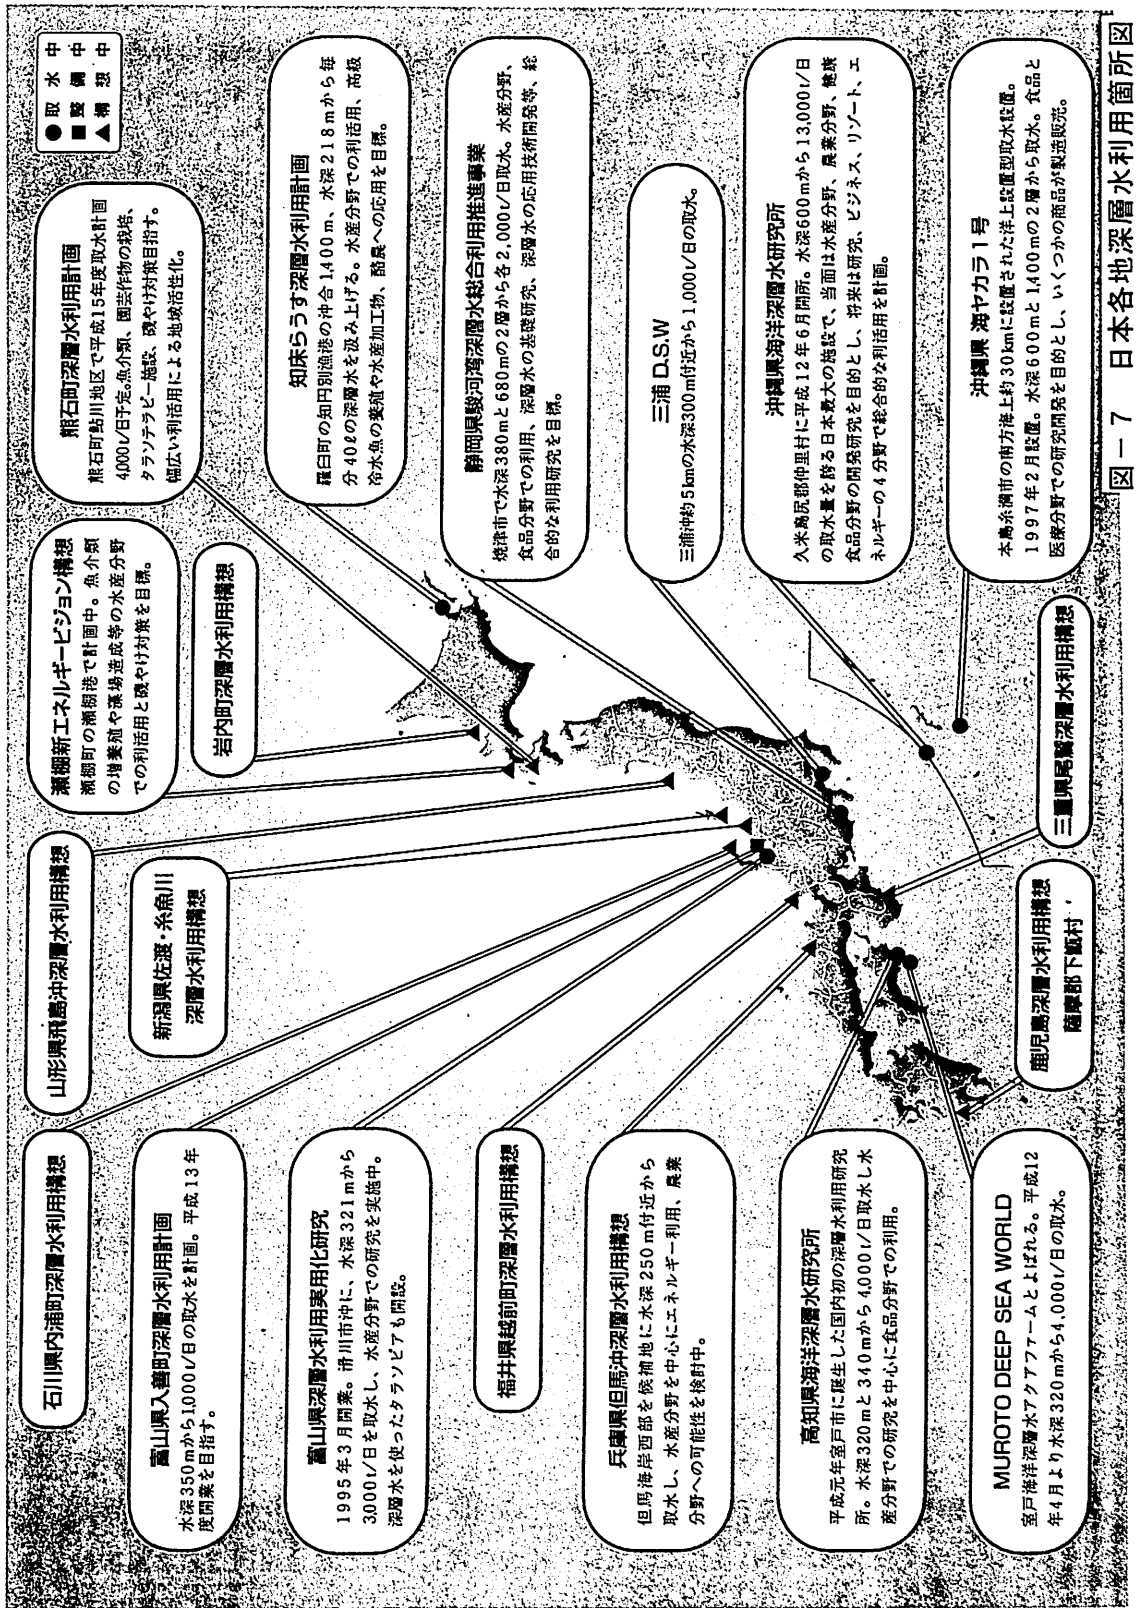 石川県内浦町深層水利用構想
山形県飛島沖深層水利用構想
瀬棚新エネルギービジョン構想
瀬棚町の瀬棚港で計画中。魚介類
の増養殖や藻場造成等の水産分野
での利活用と磯やけ対策を目標。
熊石町深層水利用計画
熊石町鮎川地区で平成15年度取水計画
4,000t/日予定。魚介類、園芸作物の栽培、
タラソテラピー施設、磯やけ対策目指す。
幅広い利活用による地域活性化。
●取水中
■整備中
▲構想中
富山県入善町深層水利用計画
水深350mから1,000t/日の取水を計画。平成13年
度開業を目指す。
新潟県佐渡・糸魚川
深層水利用構想
岩内町深層水利用構想
知床らうす深層水利用計画
羅臼町の知円別漁港の沖合1,400m、水深218mから毎
分40ℓの深層水を汲み上げる。水産分野での利活用、高級
冷水魚の養殖や水産加工物、酪農への応用を目標。
富山県深層水利用実用化研究
1995年3月開業。滑川市沖に、水深321mから
3,000t/日を取水し、水産分野での研究を実施中。
深層水を使ったタラソピアも開設。
静岡県駿河湾深層水総合利用推進事業
焼津市で水深380mと680mの2層から各2,000t/日取水。水産分野、
食品分野での利用、深層水の基礎研究、深層水の応用技術開発等、総
合的な利用研究を目標。
福井県越前町深層水利用構想
三浦 D.S.W
三浦沖約5kmの水深300m付近から1,000t/日の取水。
兵庫県但馬沖深層水利用構想
但馬海岸西部を候補地に水深250m付近から
取水し、水産分野を中心にエネルギー利用、農業
分野への可能性を検討中。
沖縄県海洋深層水研究所
久米島尻郡仲里村に平成12年6月開所。水深600mから13,000t/日
の取水量を誇る日本最大の施設で、当面は水産分野、農業分野、健康
食品分野の開発研究を目的とし、将来は研究、ビジネス、リゾート、エ
ネルギーの4分野で総合的な利活用を計画。
高知県海洋深層水研究所
平成元年室戸市に誕生した国内初の深層水利用研究
所。水深320mと340mから4,000t/日取水し水
産分野での研究を中心に食品分野での利用。
沖縄県 海ヤカラ1号
本島糸満市の南方海上約30kmに設置された洋上設置型取水設置。
1997年2月設置。水深600mと1,400mの2層から取水。食品と
医療分野での研究開発を目的とし、いくつかの商品が製造販売。
MUROTO DEEP SEA WORLD
室戸海洋深層水アクアファームとよばれる。平成12
年4月より水深320mから4,000t/日の取水。
鹿児島深層水利用構想
薩摩郡下甑村
三重県尾鷲深層水利用構想
図－7 日本各地深層水利用箇所図